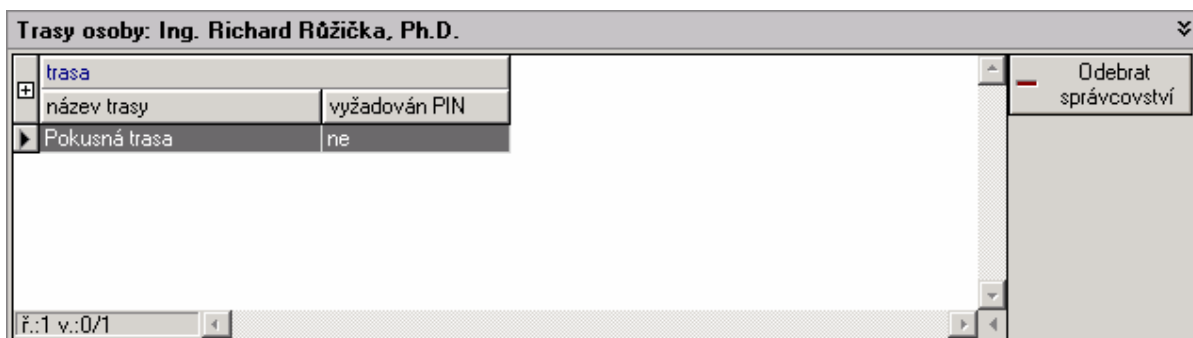 Trasy osoby: Ing. Richard Růžička, Ph.D.
trasa
název trasy vyžadován PIN
Pokusná trasa ne
Odebrat
správcovství
ř.:1 v.:0/1